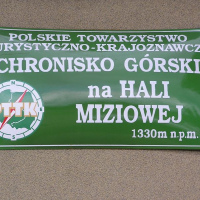 POLSKIE TOWARZYSTWO
URYSTYCZNO-KRAJOZNAWCZ
CHRONISKO GÓRSKI
na HALI
MIZIOWEJ
1330m n.p.m.
PTTK